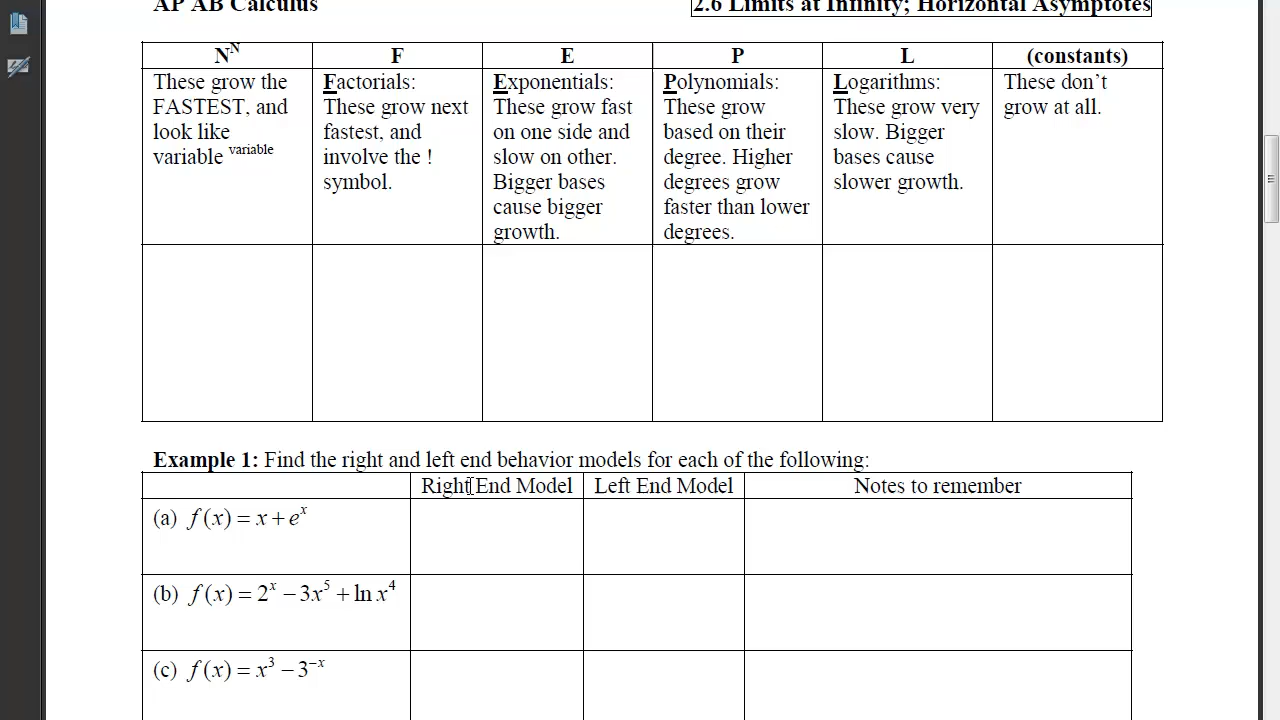 AP AB Calculus 2.6 Limits at Infinity; Horizontal Asymptotes
N^N F E P L (constants)
These grow the
FASTEST, and
look like
variable ^variable
Factorials:
These grow next
fastest, and
involve the !
symbol.
Exponentials:
These grow fast
on one side and
slow on other.
Bigger bases
cause bigger
growth.
Polynomials:
These grow
based on their
degree. Higher
degrees grow
faster than lower
degrees.
Logarithms:
These grow very
slow. Bigger
bases cause
slower growth.
These don't
grow at all.
Example 1: Find the right and left end behavior models for each of the following:
Right End Model Left End Model Notes to remember
(a) f(x) = x + e^x
(b) f(x) = 2^x − 3x^5 + ln x^4
(c) f(x) = x^3 − 3^−x